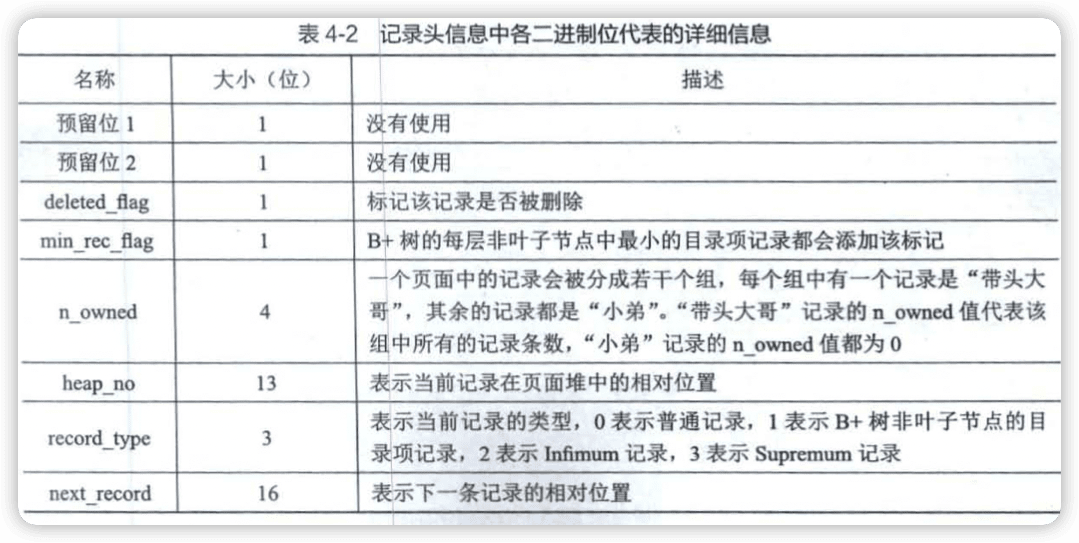 表 4-2 记录头信息中各二进制位代表的详细信息
名称 大小（位） 描述
预留位 1 1 没有使用
预留位 2 1 没有使用
deleted_flag 1 标记该记录是否被删除
min_rec_flag 1 B+ 树的每层非叶子节点中最小的目录项记录都会添加该标记
一个页面中的记录会被分成若干个组，每个组中有一个记录是“带头大
n_owned 4 哥”，其余的记录都是“小弟”。“带头大哥”记录的 n_owned 值代表该
组中所有的记录条数，“小弟”记录的 n_owned 值都为 0
heap_no 13 表示当前记录在页面堆中的相对位置
record_type 3 表示当前记录的类型，0 表示普通记录，1 表示 B+ 树非叶子节点的目
录项记录，2 表示 Infimum 记录，3 表示 Supremum 记录
next_record 16 表示下一条记录的相对位置